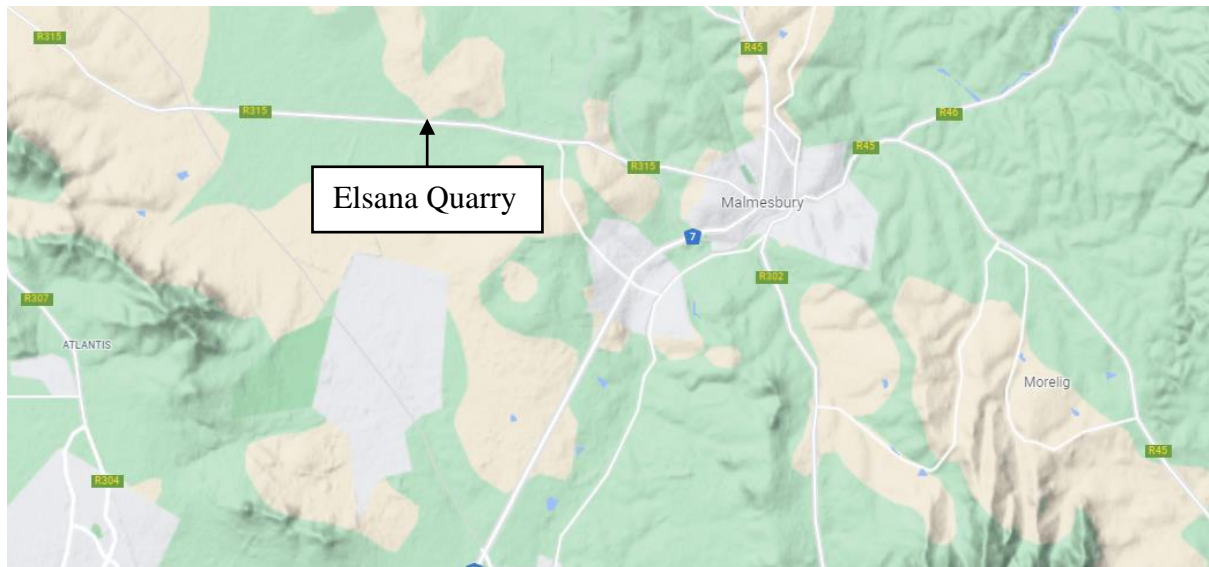 R315
R45
R315
R46
R45
R315
Elsana Quarry
Malmesbury
7
R302
R307
ATLANTIS
Morelig
R45
R304